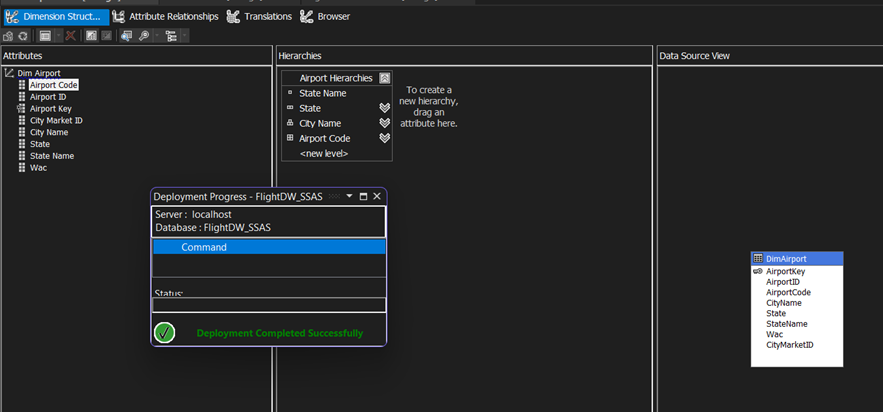 Dimension Struct...
Attribute Relationships
Translations
Browser
Attributes
Dim Airport
Airport Code
Airport ID
Airport Key
City Market ID
City Name
State
State Name
Wac
Hierarchies
Airport Hierarchies
State Name
State
City Name
Airport Code
<new level>
To create a
new hierarchy,
drag an
attribute here.
Deployment Progress - FlightDW_SSAS
Server : localhost
Database : FlightDW_SSAS
Command
Status:
Deployment Completed Successfully
Data Source View
DimAirport
AirportKey
AirportID
AirportCode
CityName
State
StateName
Wac
CityMarketID